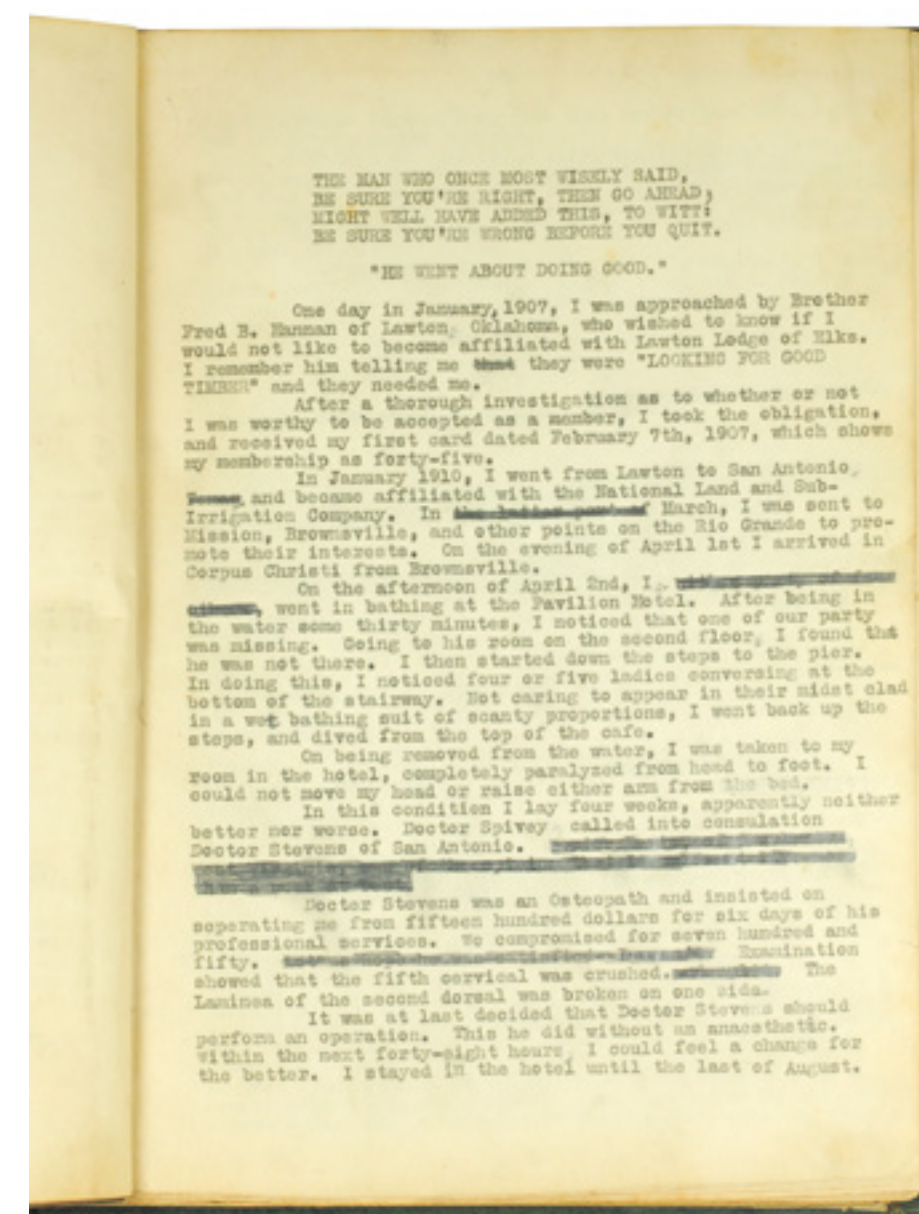 THE MAN WHO ONCE MOST WISELY SAID,
BE SURE YOU'RE RIGHT, THEN GO AHEAD;
MIGHT WELL HAVE ADDED THIS, TO WITT:
BE SURE YOU'RE WRONG BEFORE YOU QUIT.
"HE WENT ABOUT DOING GOOD."
One day in January, 1907, I was approached by Brother
Fred B. Hanman of Lawton, Oklahoma, who wished to know if I
would not like to become affiliated with Lawton Lodge of Elks.
I remember him telling me that they were "LOOKING FOR GOOD
TIMBER" and they needed me.
After a thorough investigation as to whether or not
I was worthy to be accepted as a member, I took the obligation,
and received my first card dated February 7th, 1907, which shows
my membership as forty-five.
In January 1910, I went from Lawton to San Antonio,
Texas, and became affiliated with the National Land and Sub-
Irrigation Company. In the latter part of March, I was sent to
Mission, Brownsville, and other points on the Rio Grande to pro-
mote their interests. On the evening of April 1st I arrived in
Corpus Christi from Brownsville.
On the afternoon of April 2nd, I,
went in bathing at the Pavilion Hotel. After being in
the water some thirty minutes, I noticed that one of our party
was missing. Going to his room on the second floor, I found that
he was not there. I then started down the steps to the pier.
In doing this, I noticed four or five ladies conversing at the
bottom of the stairway. Not caring to appear in their midst clad
in a wet bathing suit of scanty proportions, I went back up the
steps, and dived from the top of the cafe.
On being removed from the water, I was taken to my
room in the hotel, completely paralyzed from head to foot. I
could not move my head or raise either arm from the bed.
In this condition I lay four weeks, apparently neither
better nor worse. Doctor Spivey called into consulation
Doctor Stevens of San Antonio.
Doctor Stevens was an Osteopath and insisted on
seperating me from fifteen hundred dollars for six days of his
professional services. We compromised for seven hundred and
fifty. Examination
showed that the fifth cervical was crushed. The
Laminea of the second dorsal was broken on one side.
It was at last decided that Doctor Stevens should
perform an operation. This he did without an anaesthetic.
Within the next forty-eight hours, I could feel a change for
the better. I stayed in the hotel until the last of August.